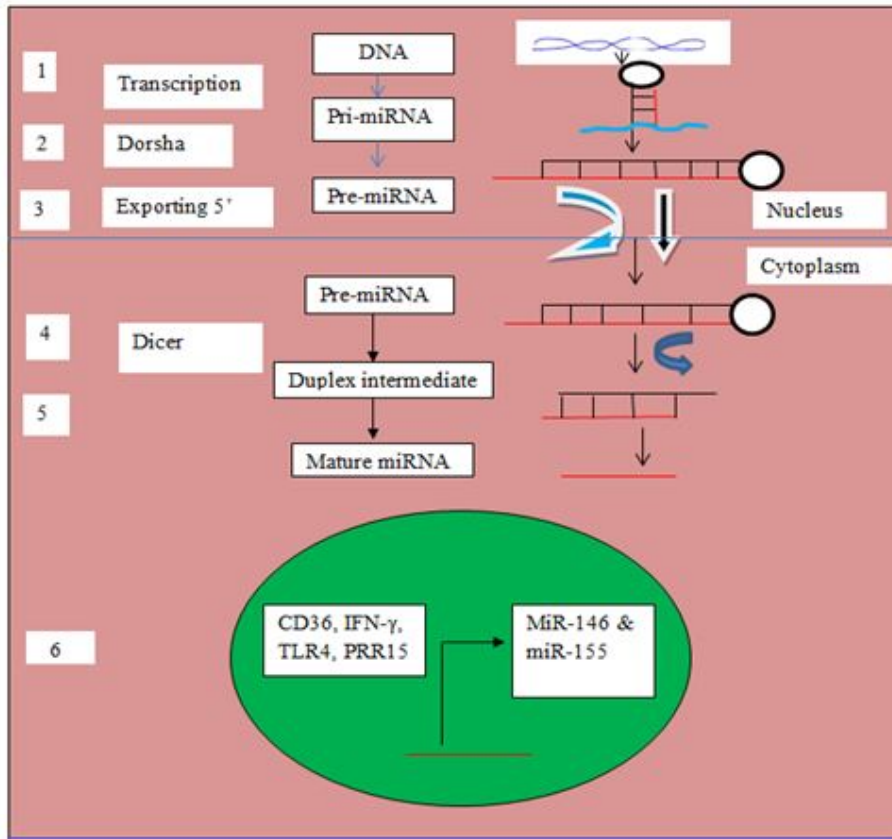 1
Transcription
DNA
2
Dorsha
Pri-miRNA
3
Exporting 5'
Pre-miRNA
Nucleus
Cytoplasm
4
Dicer
Pre-miRNA
Duplex intermediate
5
Mature miRNA
6
CD36, IFN-γ,
TLR4, PRR15
MiR-146 &
miR-155